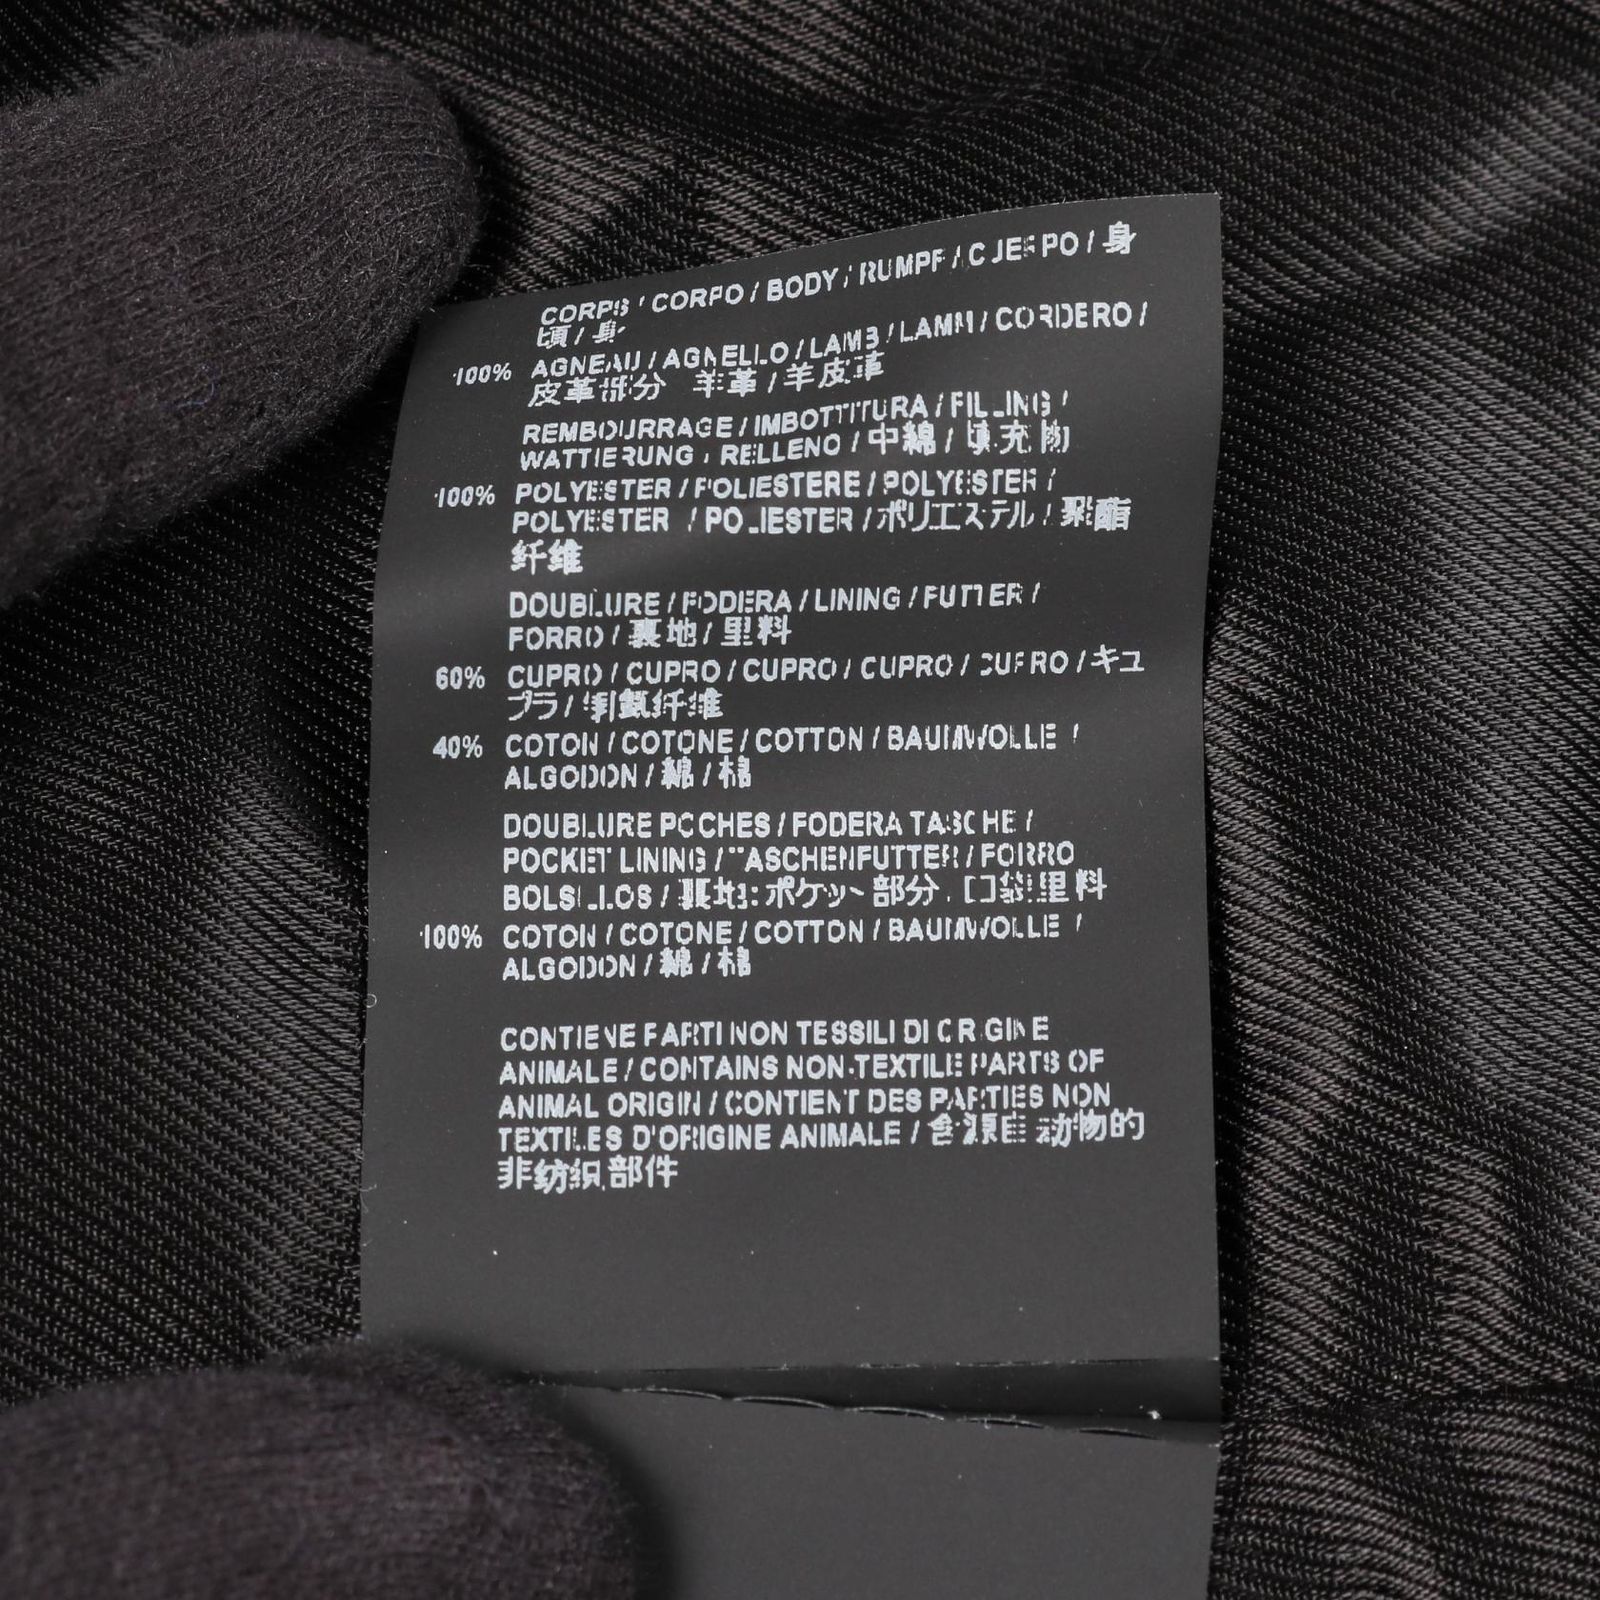 CORPS / CORPO / BODY / RUMPF / CUERPO / 身
頃 / 身
100% AGNEAU / AGNELLO / LAMB / LAMM / CORDERO /
皮革部分 羊革 / 羊皮革
REMBOURRAGE / IMBOTTITURA / FILLING /
WATTIERUNG / RELLENO / 中綿 / 填充物
100% POLYESTER / POLIESTERE / POLYESTER /
POLYESTER / POLIESTER / ポリエステル / 聚酯
纤维
DOUBLURE / FODERA / LINING / FUTTER /
FORRO / 裏地 / 里料
60% CUPRO / CUPRO / CUPRO / CUPRO / CUPRO / キュ
プラ / 铜氨纤维
40% COTON / COTONE / COTTON / BAUMWOLLE /
ALGODON / 綿 / 棉
DOUBLURE POCHES / FODERA TASCHE /
POCKET LINING / TASCHENFUTTER / FORRO
BOLSILLOS / 裏地:ポケット部分 / 口袋里料
100% COTON / COTONE / COTTON / BAUMWOLLE /
ALGODON / 綿 / 棉
CONTIENE PARTI NON TESSILI DI ORIGINE
ANIMALE / CONTAINS NON-TEXTILE PARTS OF
ANIMAL ORIGIN / CONTIENT DES PARTIES NON
TEXTILES D'ORIGINE ANIMALE / 含源自动物的
非纺织部件